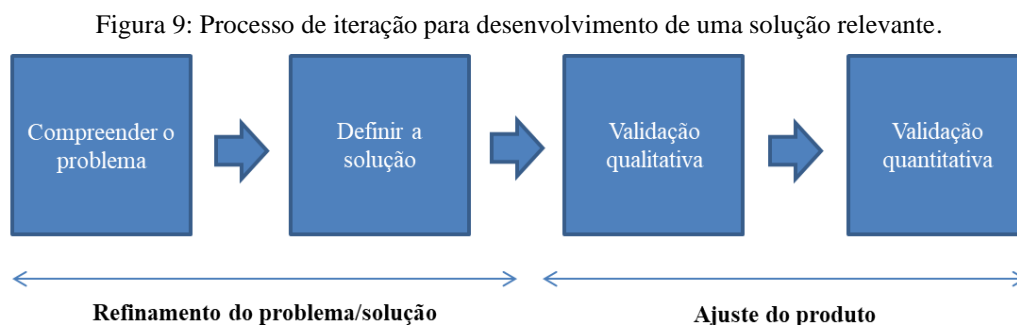 Figura 9: Processo de iteração para desenvolvimento de uma solução relevante.
Compreender o
problema
Definir a
solução
Validação
qualitativa
Validação
quantitativa
Refinamento do problema/solução
Ajuste do produto